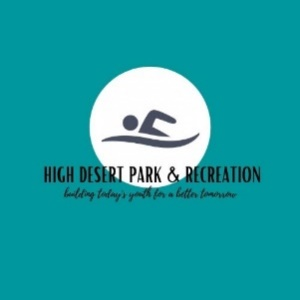 HIGH DESERT PARK & RECREATION
building today's youth for a better tomorrow